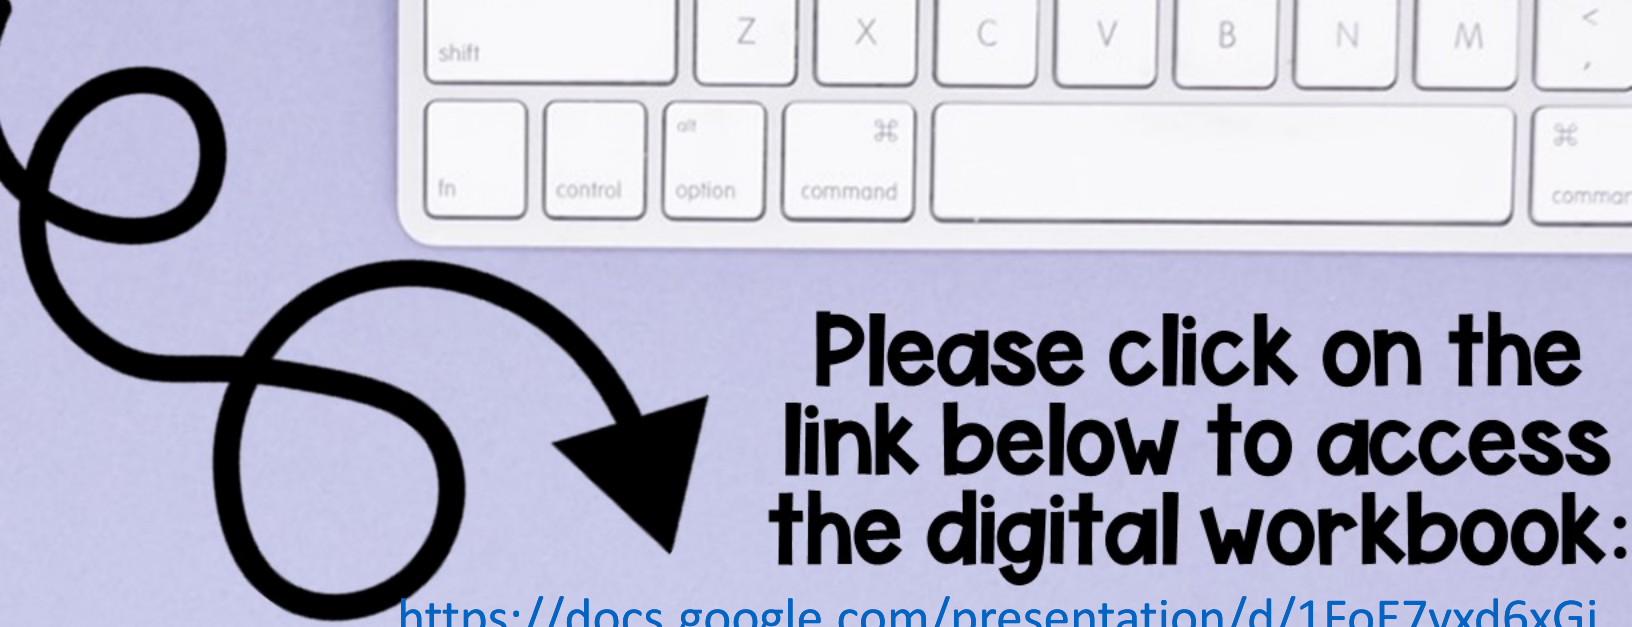 Z X C V B N M <
shift ,
alt ⌘ ⌘
fn control option command
Please click on the
link below to access
the digital workbook: